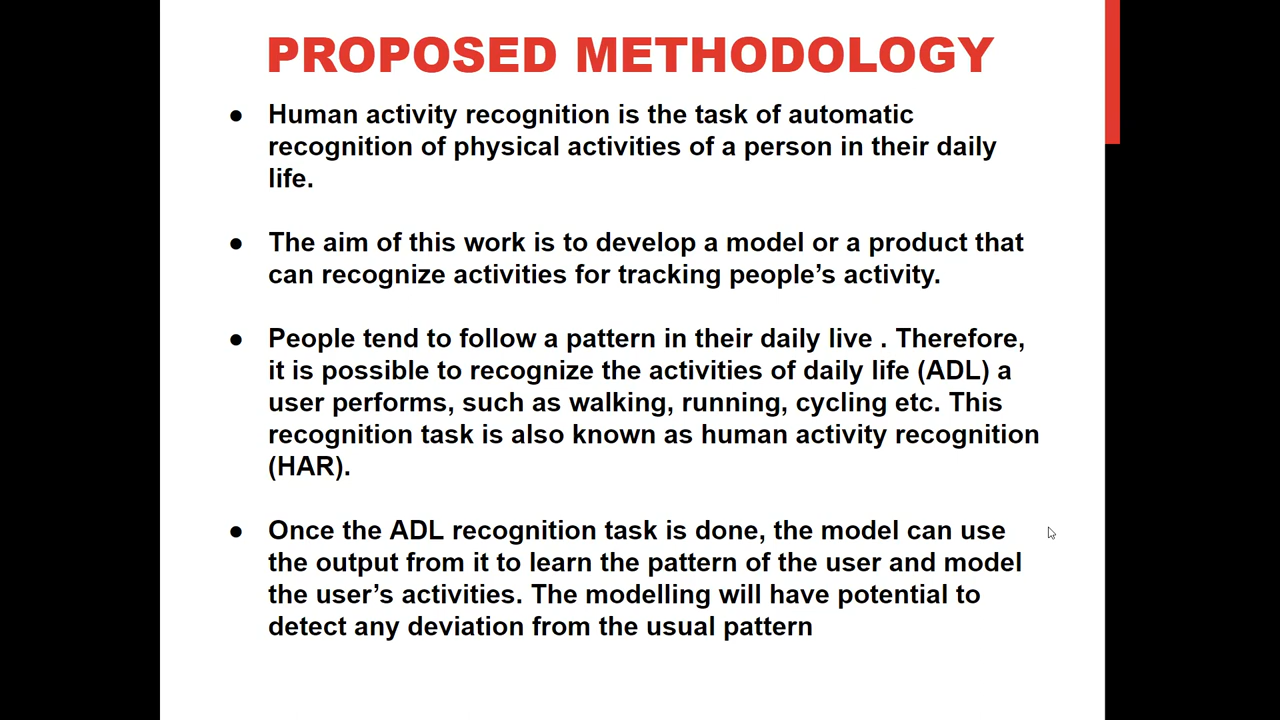 PROPOSED METHODOLOGY
● Human activity recognition is the task of automatic
recognition of physical activities of a person in their daily
life.
● The aim of this work is to develop a model or a product that
can recognize activities for tracking people’s activity.
● People tend to follow a pattern in their daily live . Therefore,
it is possible to recognize the activities of daily life (ADL) a
user performs, such as walking, running, cycling etc. This
recognition task is also known as human activity recognition
(HAR).
● Once the ADL recognition task is done, the model can use
the output from it to learn the pattern of the user and model
the user’s activities. The modelling will have potential to
detect any deviation from the usual pattern